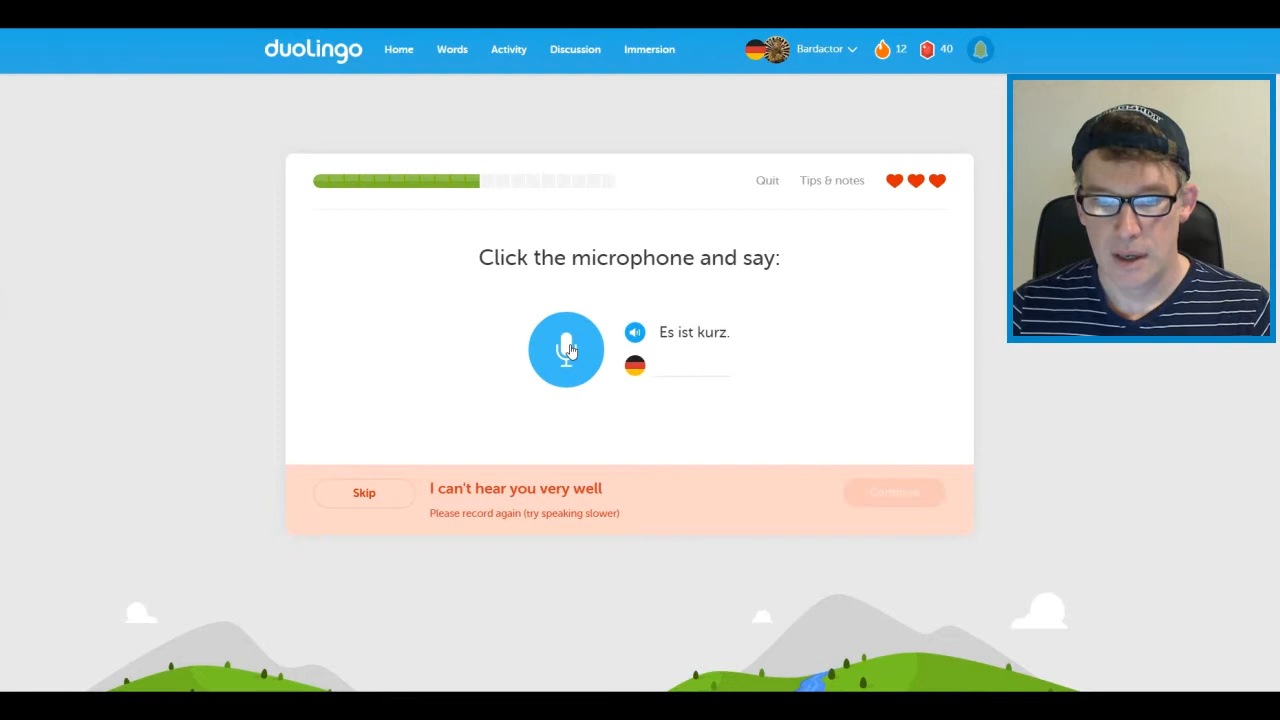 duolingo Home Words Activity Discussion Immersion Bardactor 12 40
Quit Tips & notes
Click the microphone and say:
Es ist kurz.
Skip
I can't hear you very well
Please record again (try speaking slower)
Continue